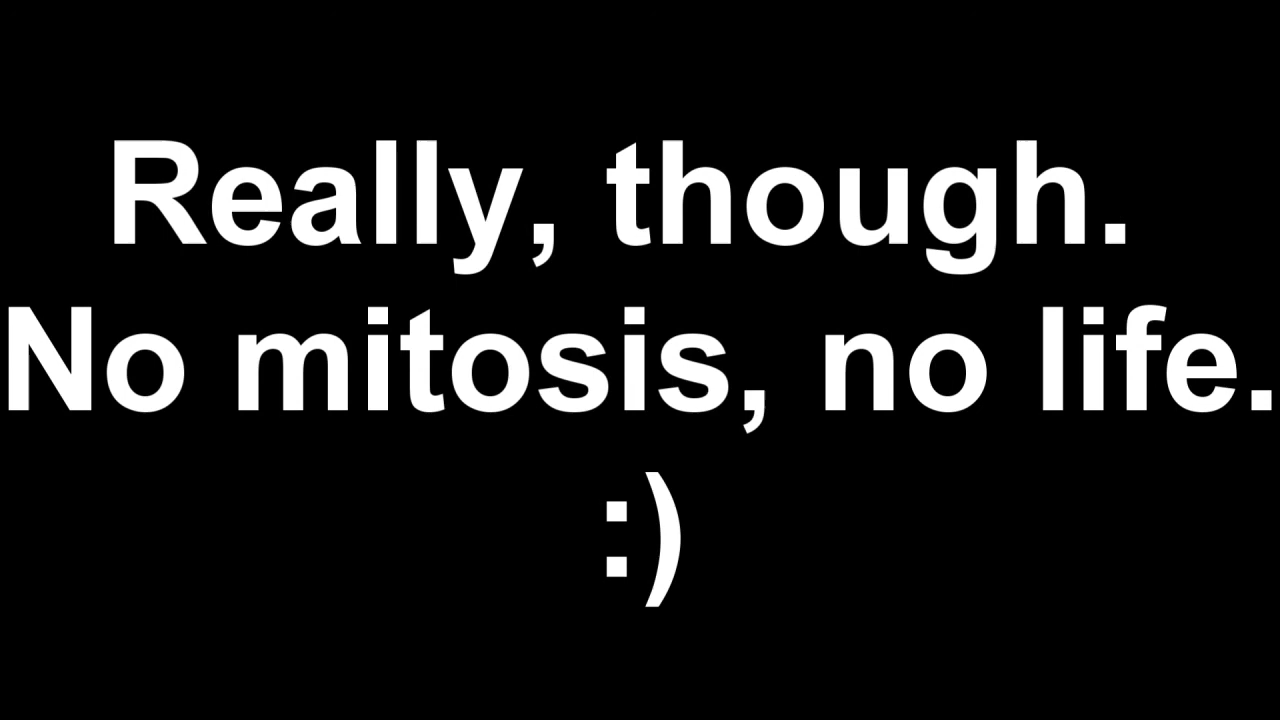 Really, though.
No mitosis, no life.
:)